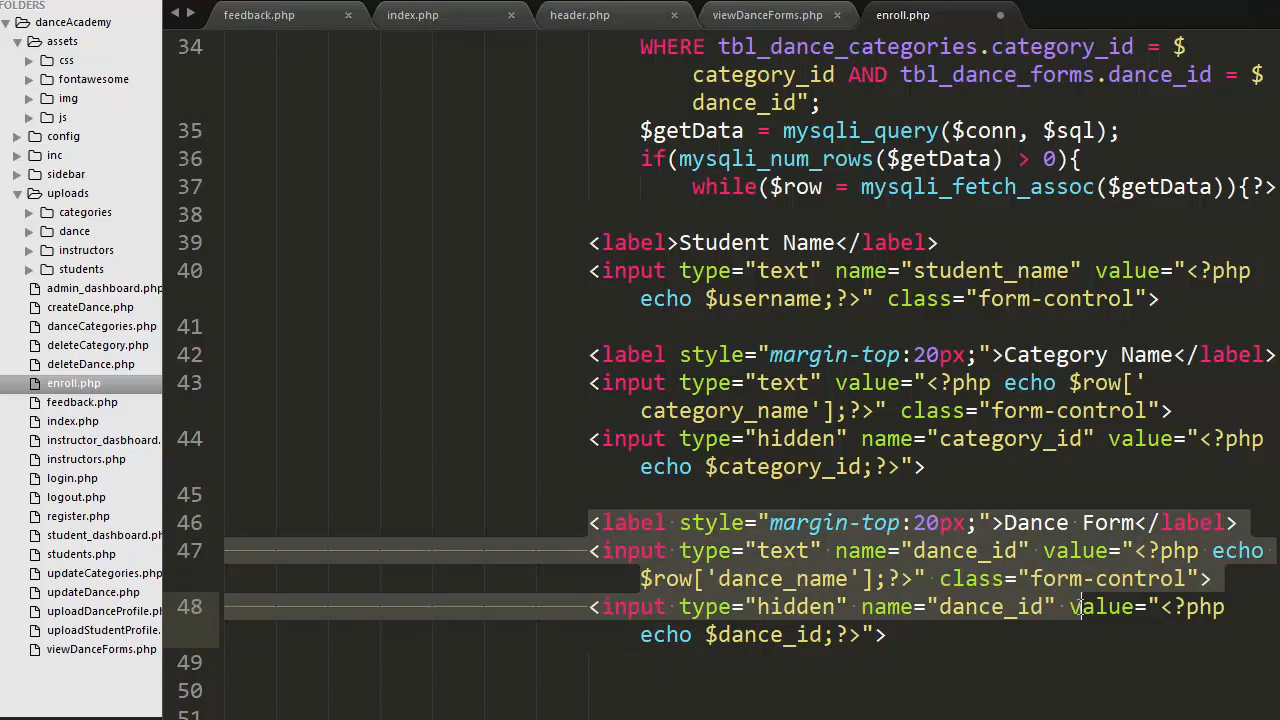 FOLDERS
danceAcademy
assets
css
fontawesome
img
js
config
inc
sidebar
uploads
categories
dance
instructors
students
admin_dashboard.php
createDance.php
danceCategories.php
deleteCategory.php
deleteDance.php
enroll.php
feedback.php
index.php
instructor_dashboard.
instructors.php
login.php
logout.php
register.php
student_dashboard.ph
students.php
updateCategories.php
updateDance.php
uploadDanceProfile.ph
uploadStudentProfile.
viewDanceForms.php
feedback.php × index.php × header.php × viewDanceForms.php × enroll.php
34 WHERE tbl_dance_categories.category_id = $
category_id AND tbl_dance_forms.dance_id = $
dance_id";
35 $getData = mysqli_query($conn, $sql);
36 if(mysqli_num_rows($getData) > 0){
37 while($row = mysqli_fetch_assoc($getData)){?>
38
39 <label>Student Name</label>
40 <input type="text" name="student_name" value="<?php
echo $username;?>" class="form-control">
41
42 <label style="margin-top:20px;">Category Name</label>
43 <input type="text" value="<?php echo $row['
category_name'];?>" class="form-control">
44 <input type="hidden" name="category_id" value="<?php
echo $category_id;?>">
45
46 <label style="margin-top:20px;">Dance Form</label>
47 <input type="text" name="dance_id" value="<?php echo
$row['dance_name'];?>" class="form-control">
48 <input type="hidden" name="dance_id" value="<?php
echo $dance_id;?>">
49
50
51